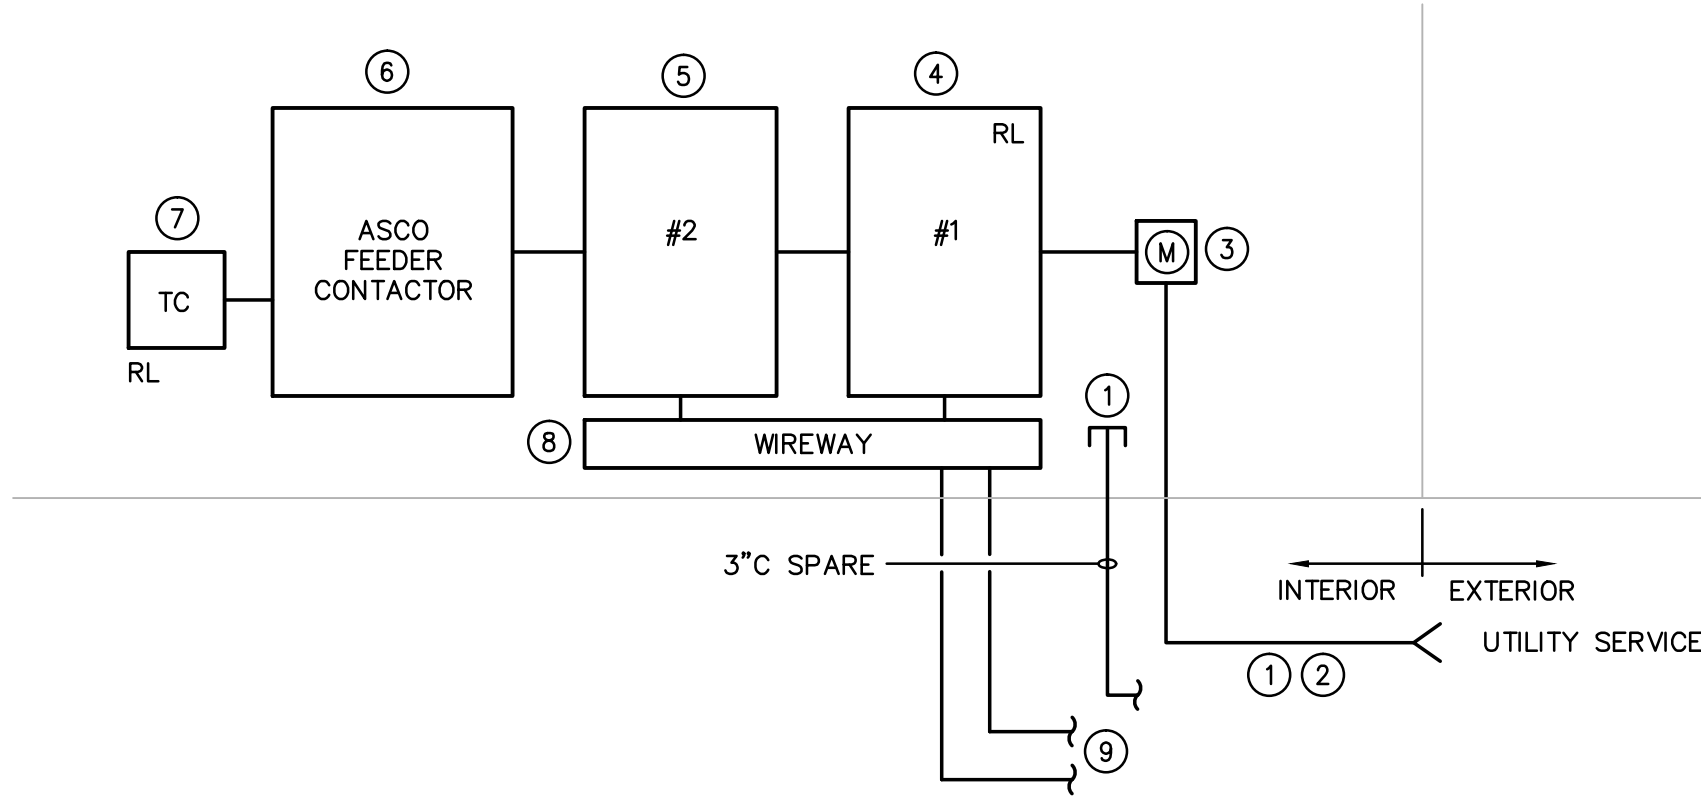 6
5
4
RL
7
ASCO
FEEDER
CONTACTOR
#2
#1
M
3
TC
RL
1
8
WIREWAY
3"C SPARE
INTERIOR
EXTERIOR
UTILITY SERVICE
1 2
9